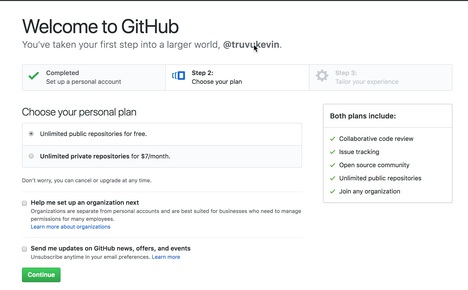 Welcome to GitHub
You've taken your first step into a larger world, @truvukevin.
Completed
Set up a personal account
Step 2:
Choose your plan
Step 3:
Tailor your experience
Choose your personal plan
Unlimited public repositories for free.
Unlimited private repositories for $7/month.
Don't worry, you can cancel or upgrade at any time.
Help me set up an organization next
Organizations are separate from personal accounts and are best suited for businesses who need to manage
permissions for many employees.
Learn more about organizations
Send me updates on GitHub news, offers, and events
Unsubscribe anytime in your email preferences. Learn more
Continue
Both plans include:
Collaborative code review
Issue tracking
Open source community
Unlimited public repositories
Join any organization